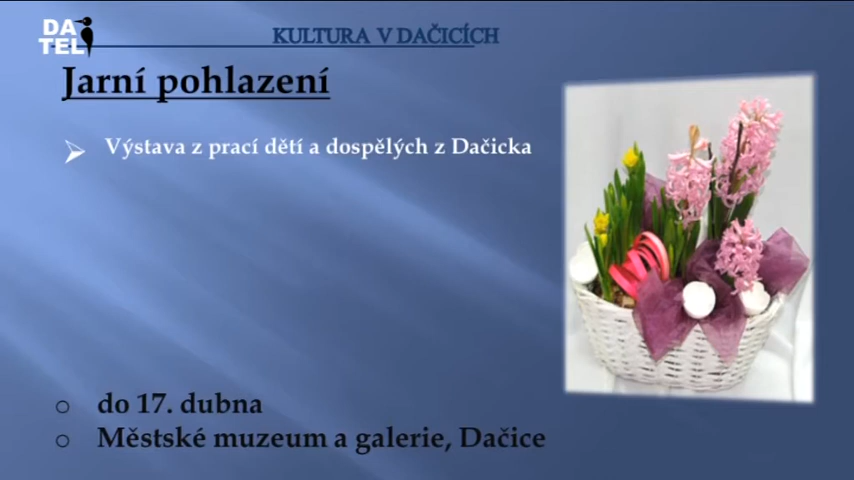 DA
TEL
KULTURA V DAČICÍCH
Jarní pohlazení
Výstava z prací dětí a dospělých z Dačicka
do 17. dubna
Městské muzeum a galerie, Dačice